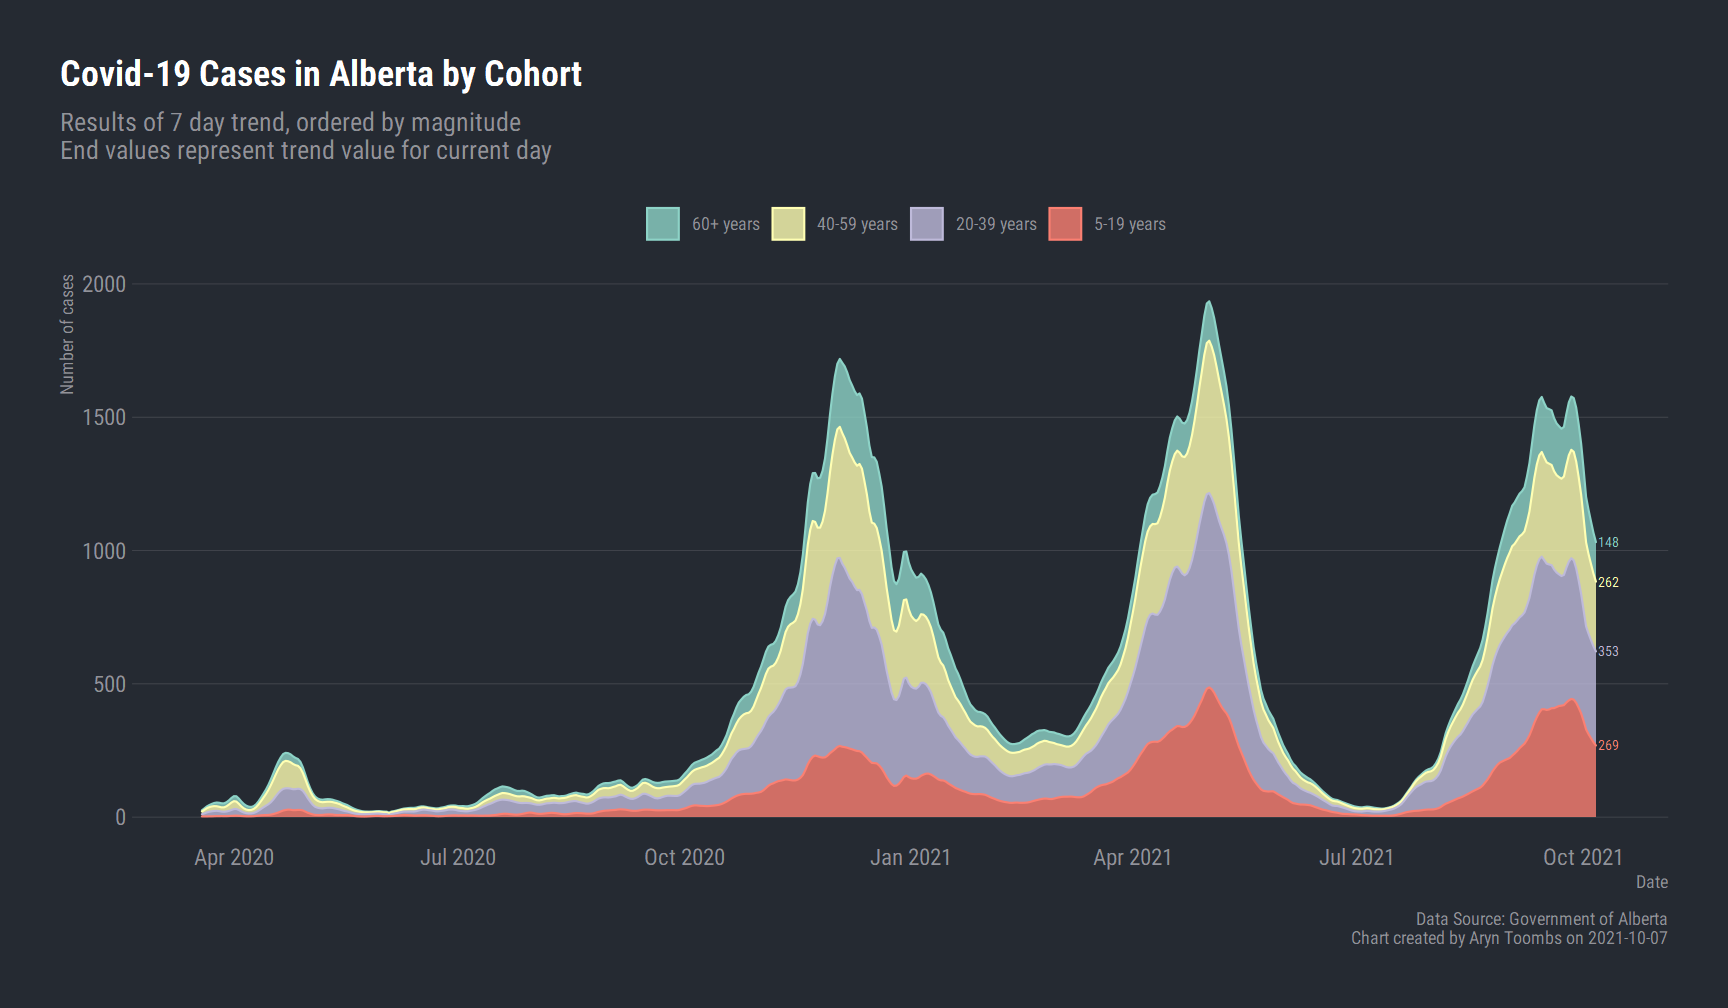 Covid-19 Cases in Alberta by Cohort
Results of 7 day trend, ordered by magnitude
End values represent trend value for current day
60+ years 40-59 years 20-39 years 5-19 years
Number of cases
2000
1500
1000
500
0
148
262
353
269
Apr 2020 Jul 2020 Oct 2020 Jan 2021 Apr 2021 Jul 2021 Oct 2021
Date
Data Source: Government of Alberta
Chart created by Aryn Toombs on 2021-10-07